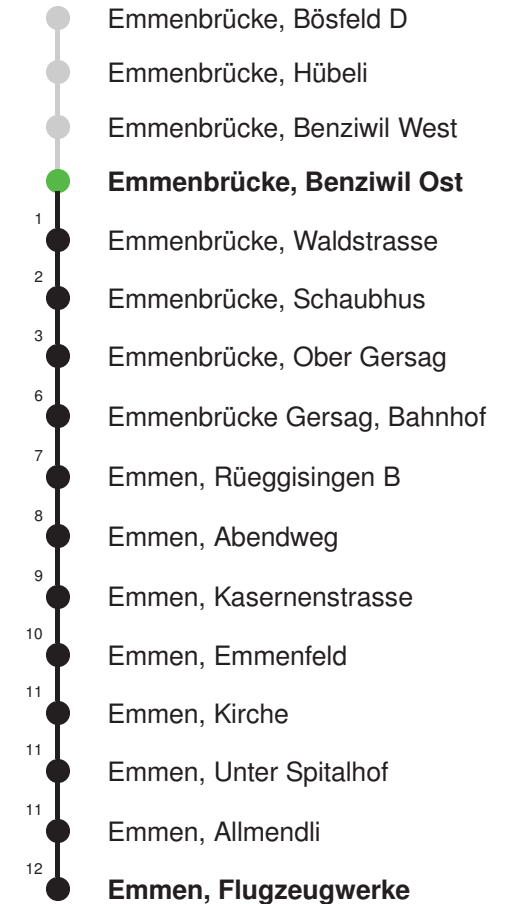 Emmenbrücke, Bösfeld D
Emmenbrücke, Hübeli
Emmenbrücke, Benziwil West
Emmenbrücke, Benziwil Ost
1 Emmenbrücke, Waldstrasse
2 Emmenbrücke, Schaubhus
3 Emmenbrücke, Ober Gersag
6 Emmenbrücke Gersag, Bahnhof
7 Emmen, Rüeggisingen B
8 Emmen, Abendweg
9 Emmen, Kasernenstrasse
10 Emmen, Emmenfeld
11 Emmen, Kirche
11 Emmen, Unter Spitalhof
11 Emmen, Allmendli
12 Emmen, Flugzeugwerke